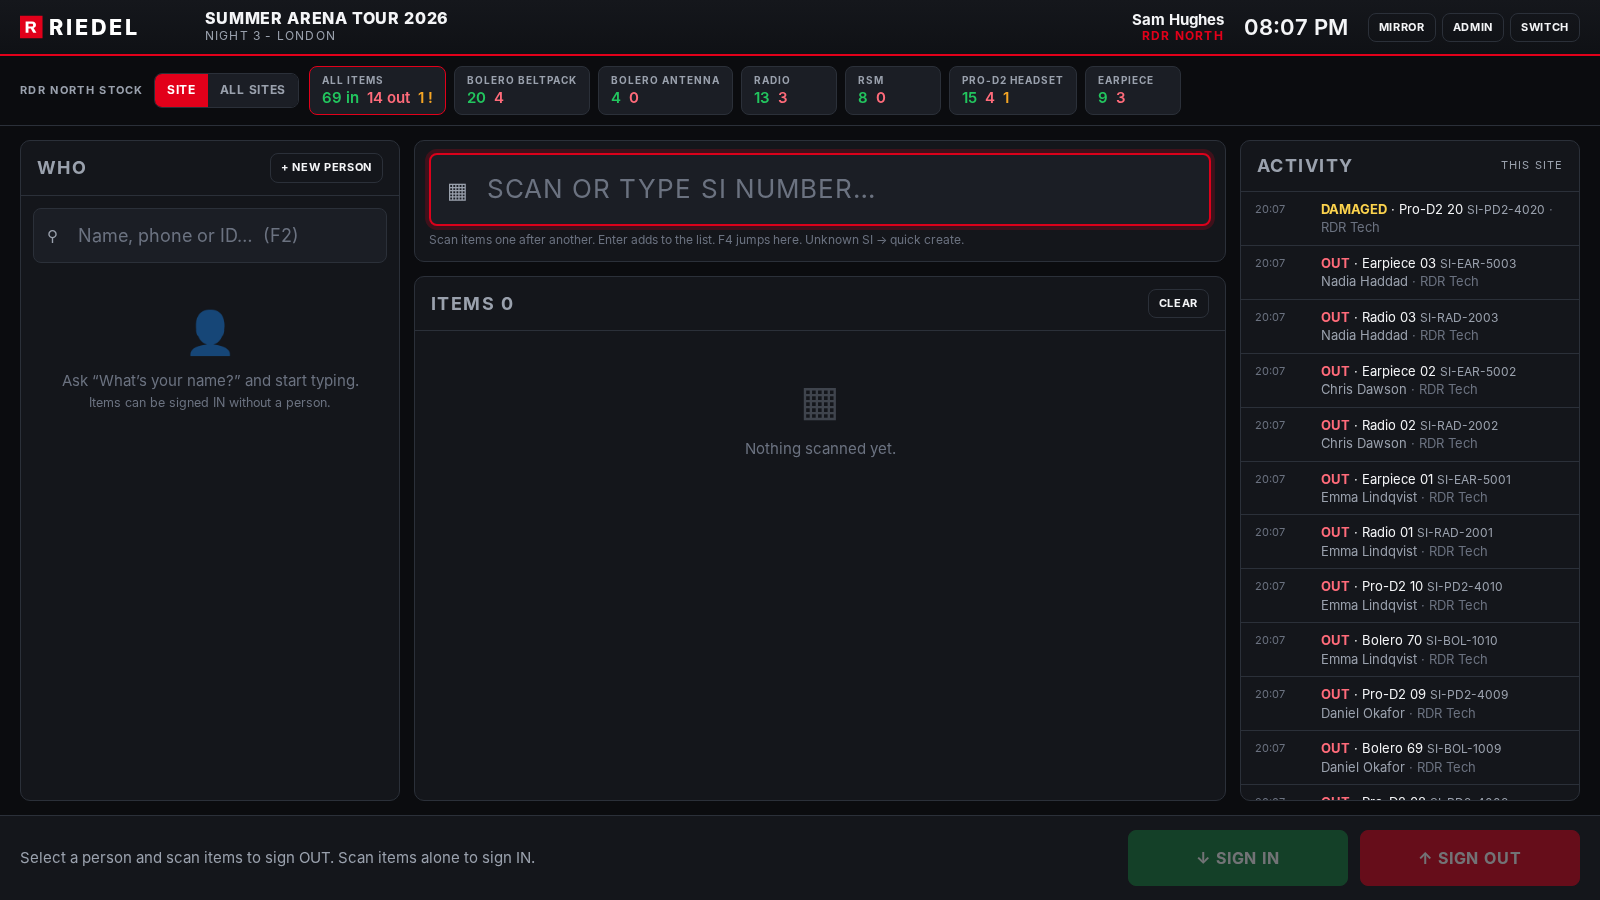 R RIEDEL
SUMMER ARENA TOUR 2026
NIGHT 3 - LONDON
Sam Hughes
RDR NORTH
08:07 PM
MIRROR
ADMIN
SWITCH
RDR NORTH STOCK
SITE
ALL SITES
ALL ITEMS
69 in 14 out 1 !
BOLERO BELTPACK
20 4
BOLERO ANTENNA
4 0
RADIO
13 3
RSM
8 0
PRO-D2 HEADSET
15 4 1
EARPIECE
9 3
WHO
+ NEW PERSON
Name, phone or ID... (F2)
Ask “What’s your name?” and start typing.
Items can be signed IN without a person.
SCAN OR TYPE SI NUMBER...
Scan items one after another. Enter adds to the list. F4 jumps here. Unknown SI → quick create.
ITEMS 0
CLEAR
Nothing scanned yet.
ACTIVITY
THIS SITE
20:07
DAMAGED · Pro-D2 20 SI-PD2-4020 ·
RDR Tech
20:07
OUT · Earpiece 03 SI-EAR-5003
Nadia Haddad · RDR Tech
20:07
OUT · Radio 03 SI-RAD-2003
Nadia Haddad · RDR Tech
20:07
OUT · Earpiece 02 SI-EAR-5002
Chris Dawson · RDR Tech
20:07
OUT · Radio 02 SI-RAD-2002
Chris Dawson · RDR Tech
20:07
OUT · Earpiece 01 SI-EAR-5001
Emma Lindqvist · RDR Tech
20:07
OUT · Radio 01 SI-RAD-2001
Emma Lindqvist · RDR Tech
20:07
OUT · Pro-D2 10 SI-PD2-4010
Emma Lindqvist · RDR Tech
20:07
OUT · Bolero 70 SI-BOL-1010
Emma Lindqvist · RDR Tech
20:07
OUT · Pro-D2 09 SI-PD2-4009
Daniel Okafor · RDR Tech
20:07
OUT · Bolero 69 SI-BOL-1009
Daniel Okafor · RDR Tech
Select a person and scan items to sign OUT. Scan items alone to sign IN.
↓ SIGN IN
↑ SIGN OUT